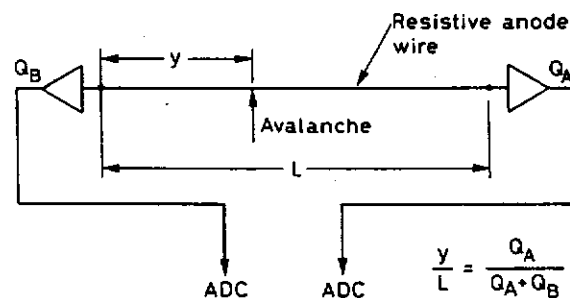 Resistive anode
wire
Q_B
y
Q_A
Avalanche
L
ADC
ADC
y/L = Q_A/(Q_A+Q_B)